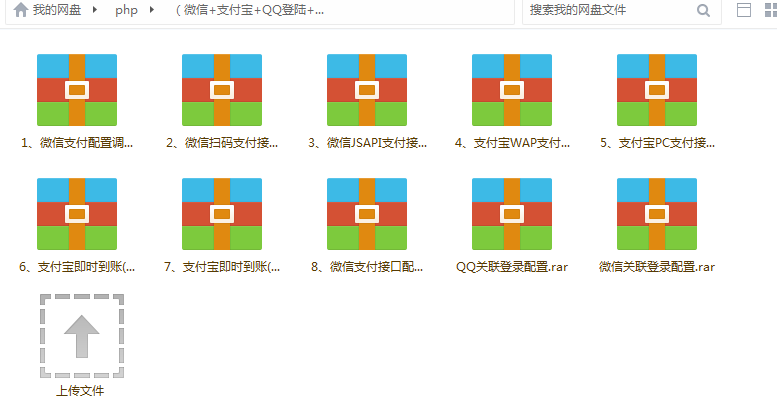 我的网盘 php （微信+支付宝+QQ登陆+... 搜索我的网盘文件
1、微信支付配置调... 2、微信扫码支付接... 3、微信JSAPI支付接... 4、支付宝WAP支付... 5、支付宝PC支付接...
6、支付宝即时到账(... 7、支付宝即时到账(... 8、微信支付接口配... QQ关联登录配置.rar 微信关联登录配置.rar
上传文件